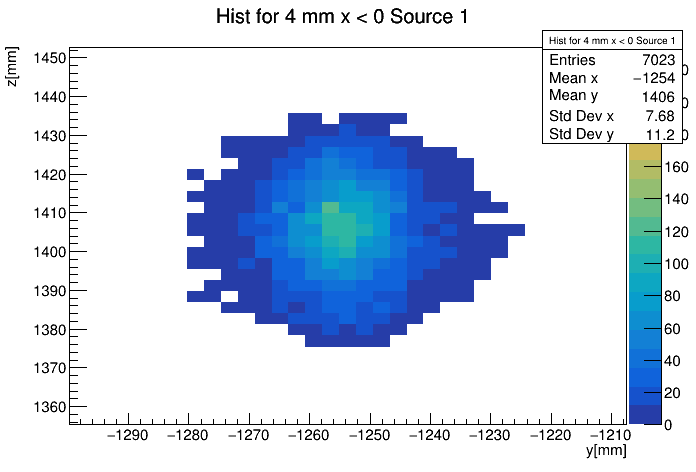 Hist for 4 mm x < 0 Source 1
z[mm]
Hist for 4 mm x < 0 Source 1
Entries 7023
Mean x −1254
Mean y 1406
Std Dev x 7.68
Std Dev y 11.2
1450
1440
1430
1420
1410
1400
1390
1380
1370
1360
160
140
120
100
80
60
40
20
0
−1290 −1280 −1270 −1260 −1250 −1240 −1230 −1220 −1210
y[mm]